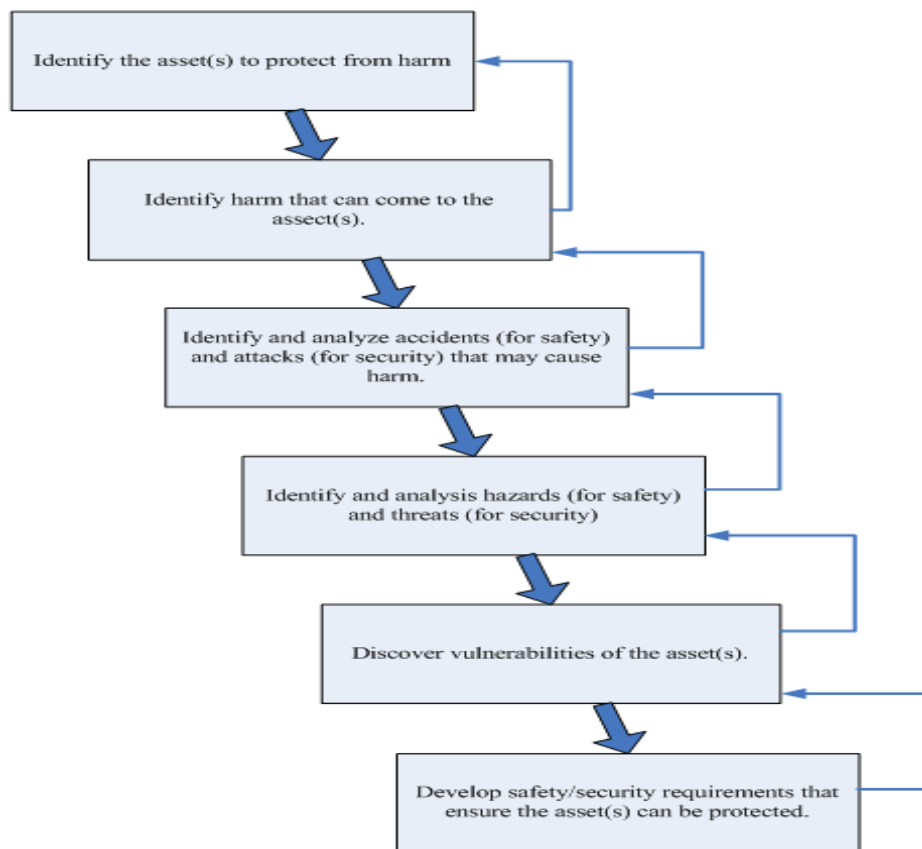 Identify the asset(s) to protect from harm
Identify harm that can come to the
assect(s).
Identify and analyze accidents (for safety)
and attacks (for security) that may cause
harm.
Identify and analysis hazards (for safety)
and threats (for security)
Discover vulnerabilities of the asset(s).
Develop safety/security requirements that
ensure the asset(s) can be protected.